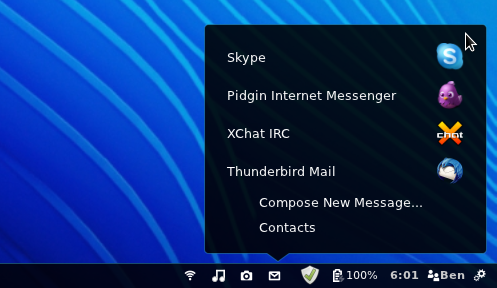 Skype
Pidgin Internet Messenger
XChat IRC
chat
Thunderbird Mail
Compose New Message...
Contacts
100% 6:01 Ben